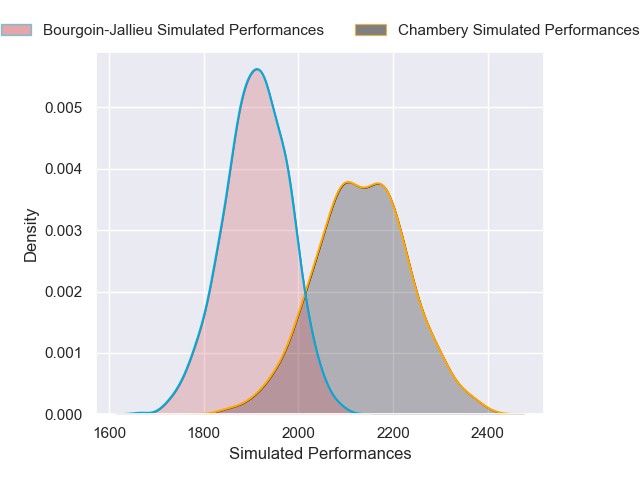 Bourgoin-Jallieu Simulated Performances Chambery Simulated Performances
0.005
0.004
0.003
0.002
0.001
0.000
Density
1600 1800 2000 2200 2400
Simulated Performances